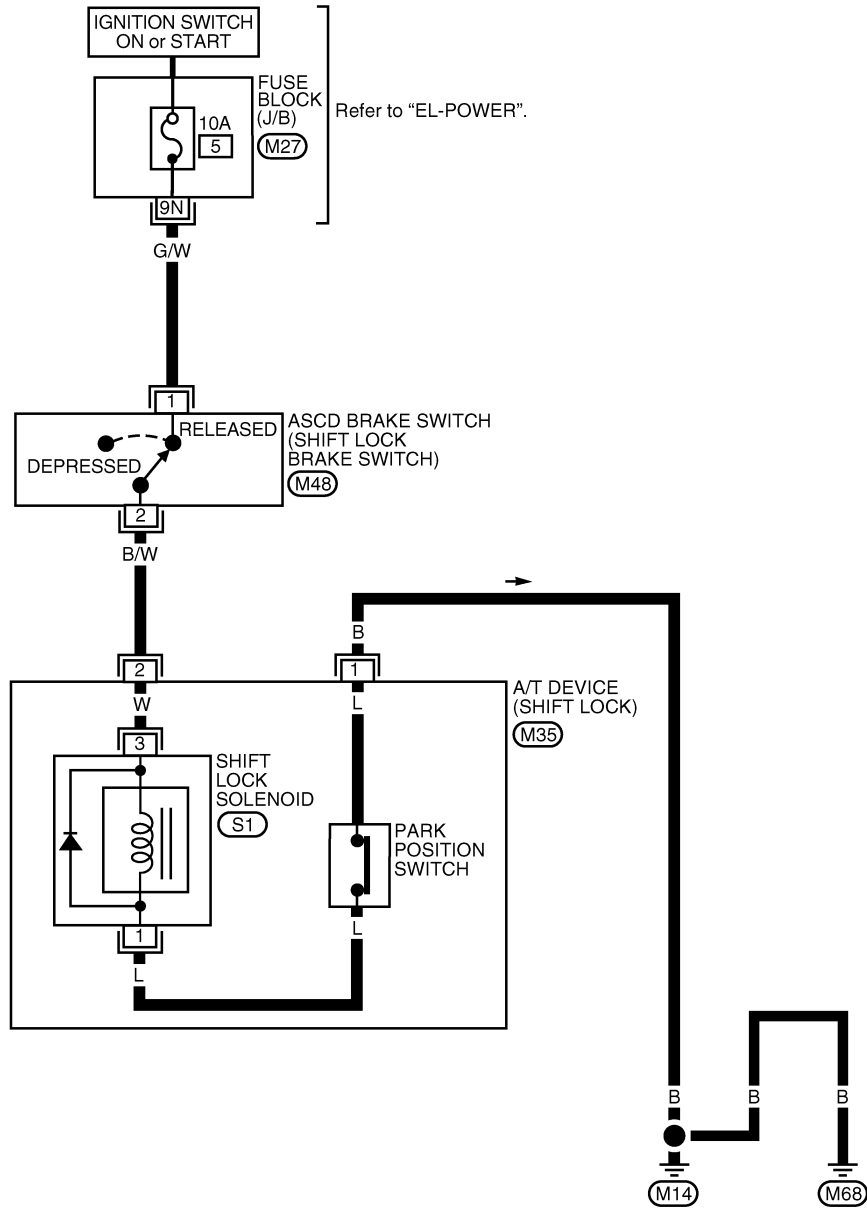 IGNITION SWITCH
ON or START
FUSE
BLOCK
(J/B)
M27
10A
5
Refer to “EL-POWER”.
9N
G/W
1
RELEASED
DEPRESSED
ASCD BRAKE SWITCH
(SHIFT LOCK
BRAKE SWITCH)
M48
2
B/W
B
2
1
A/T DEVICE
(SHIFT LOCK)
M35
W
L
3
SHIFT
LOCK
SOLENOID
S1
PARK
POSITION
SWITCH
1
L
L
B
B
B
M14
M68